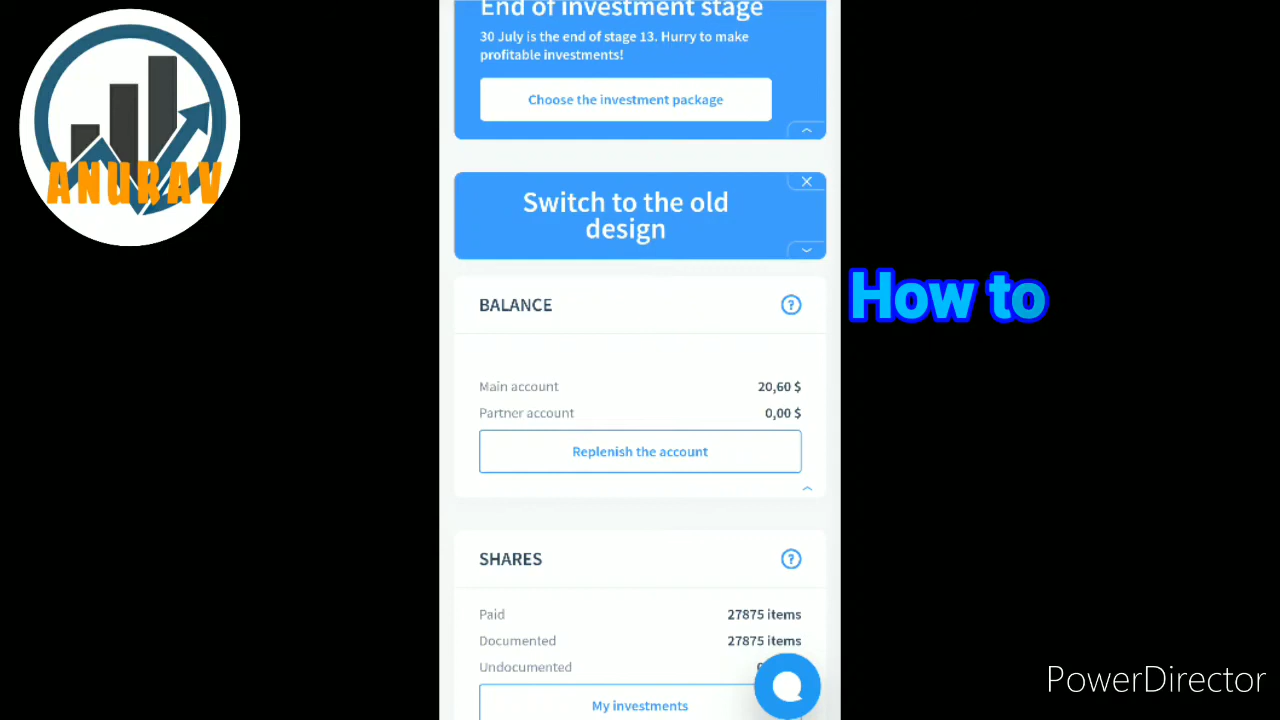 ANURAV
End of investment stage
30 July is the end of stage 13. Hurry to make
profitable investments!
Choose the investment package
Switch to the old
design
How to
BALANCE
Main account 20,60 $
Partner account 0,00 $
Replenish the account
SHARES
Paid 27875 items
Documented 27875 items
Undocumented
My investments
PowerDirector